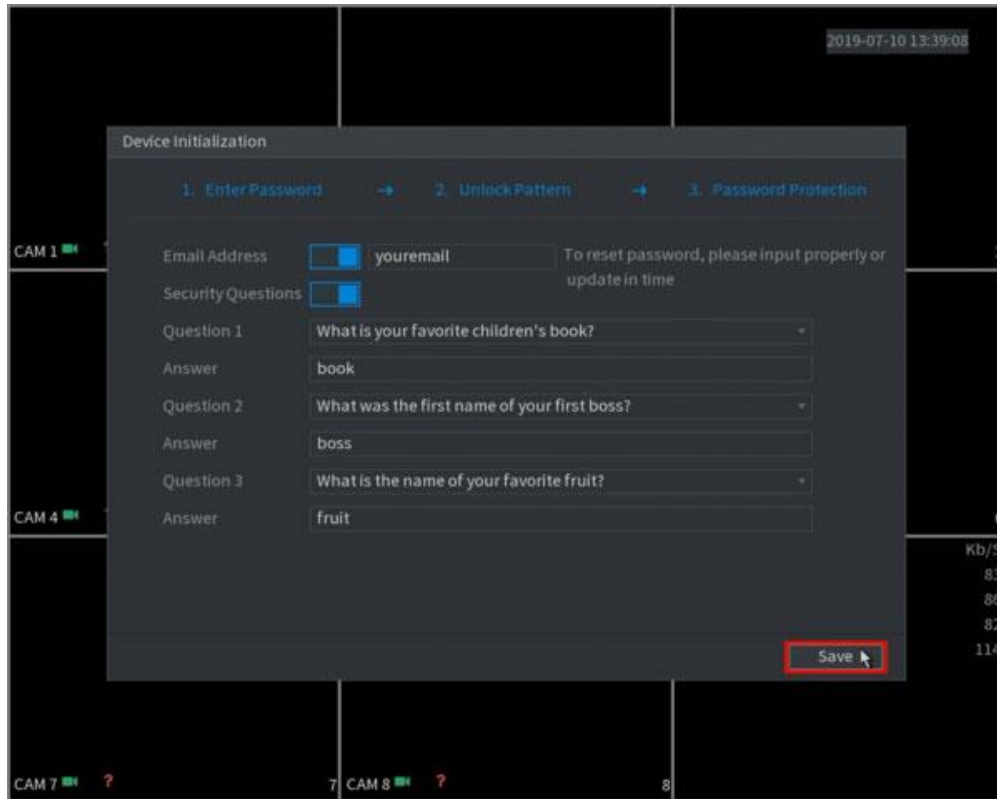 2019-07-10 13:39:08
Device Initialization
1. Enter Password → 2. Unlock Pattern → 3. Password Protection
CAM 1
Email Address youremail To reset password, please input properly or
update in time
Security Questions
Question 1 What is your favorite children's book?
Answer book
Question 2 What was the first name of your first boss?
Answer boss
Question 3 What is the name of your favorite fruit?
CAM 4 Answer fruit
Kb/S
82
114
Save
CAM 7 ? 7 CAM 8 ? 8